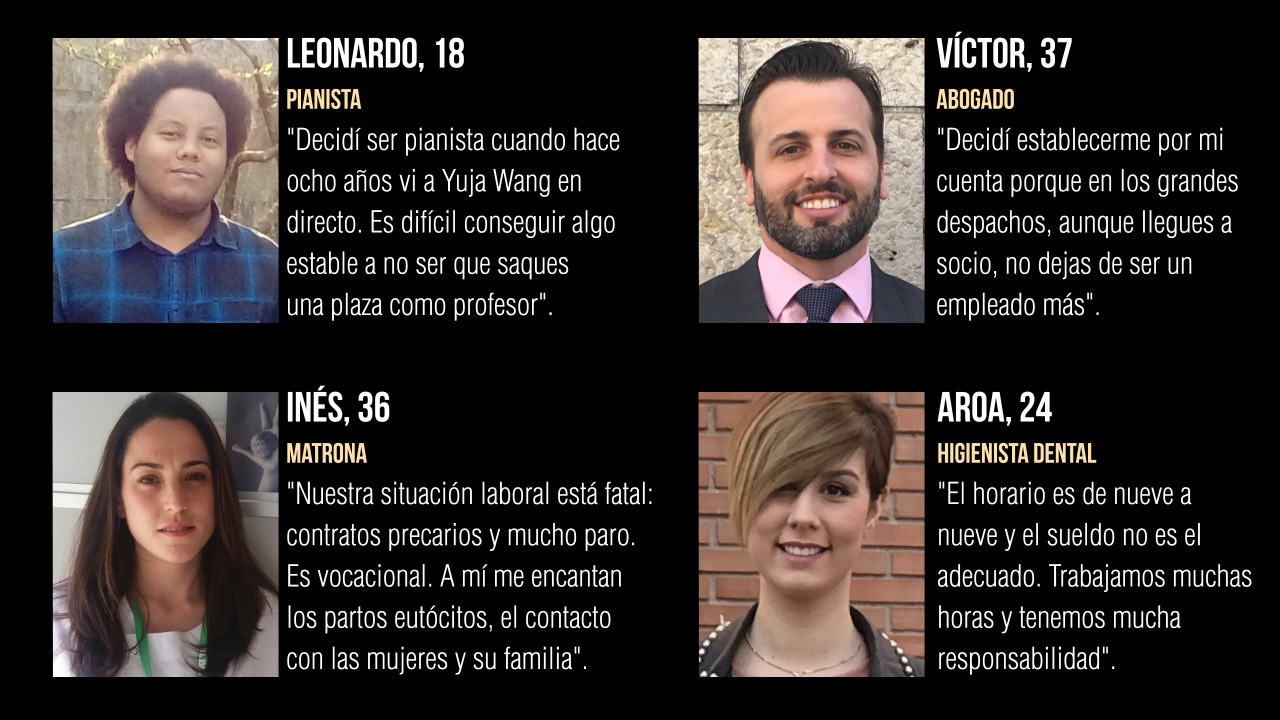 LEONARDO, 18
PIANISTA
"Decidí ser pianista cuando hace
ocho años vi a Yuja Wang en
directo. Es difícil conseguir algo
estable a no ser que saques
una plaza como profesor".
VÍCTOR, 37
ABOGADO
"Decidí establecerme por mi
cuenta porque en los grandes
despachos, aunque llegues a
socio, no dejas de ser un
empleado más".
INÉS, 36
MATRONA
"Nuestra situación laboral está fatal:
contratos precarios y mucho paro.
Es vocacional. A mí me encantan
los partos eutócitos, el contacto
con las mujeres y su familia".
AROA, 24
HIGIENISTA DENTAL
"El horario es de nueve a
nueve y el sueldo no es el
adecuado. Trabajamos muchas
horas y tenemos mucha
responsabilidad".